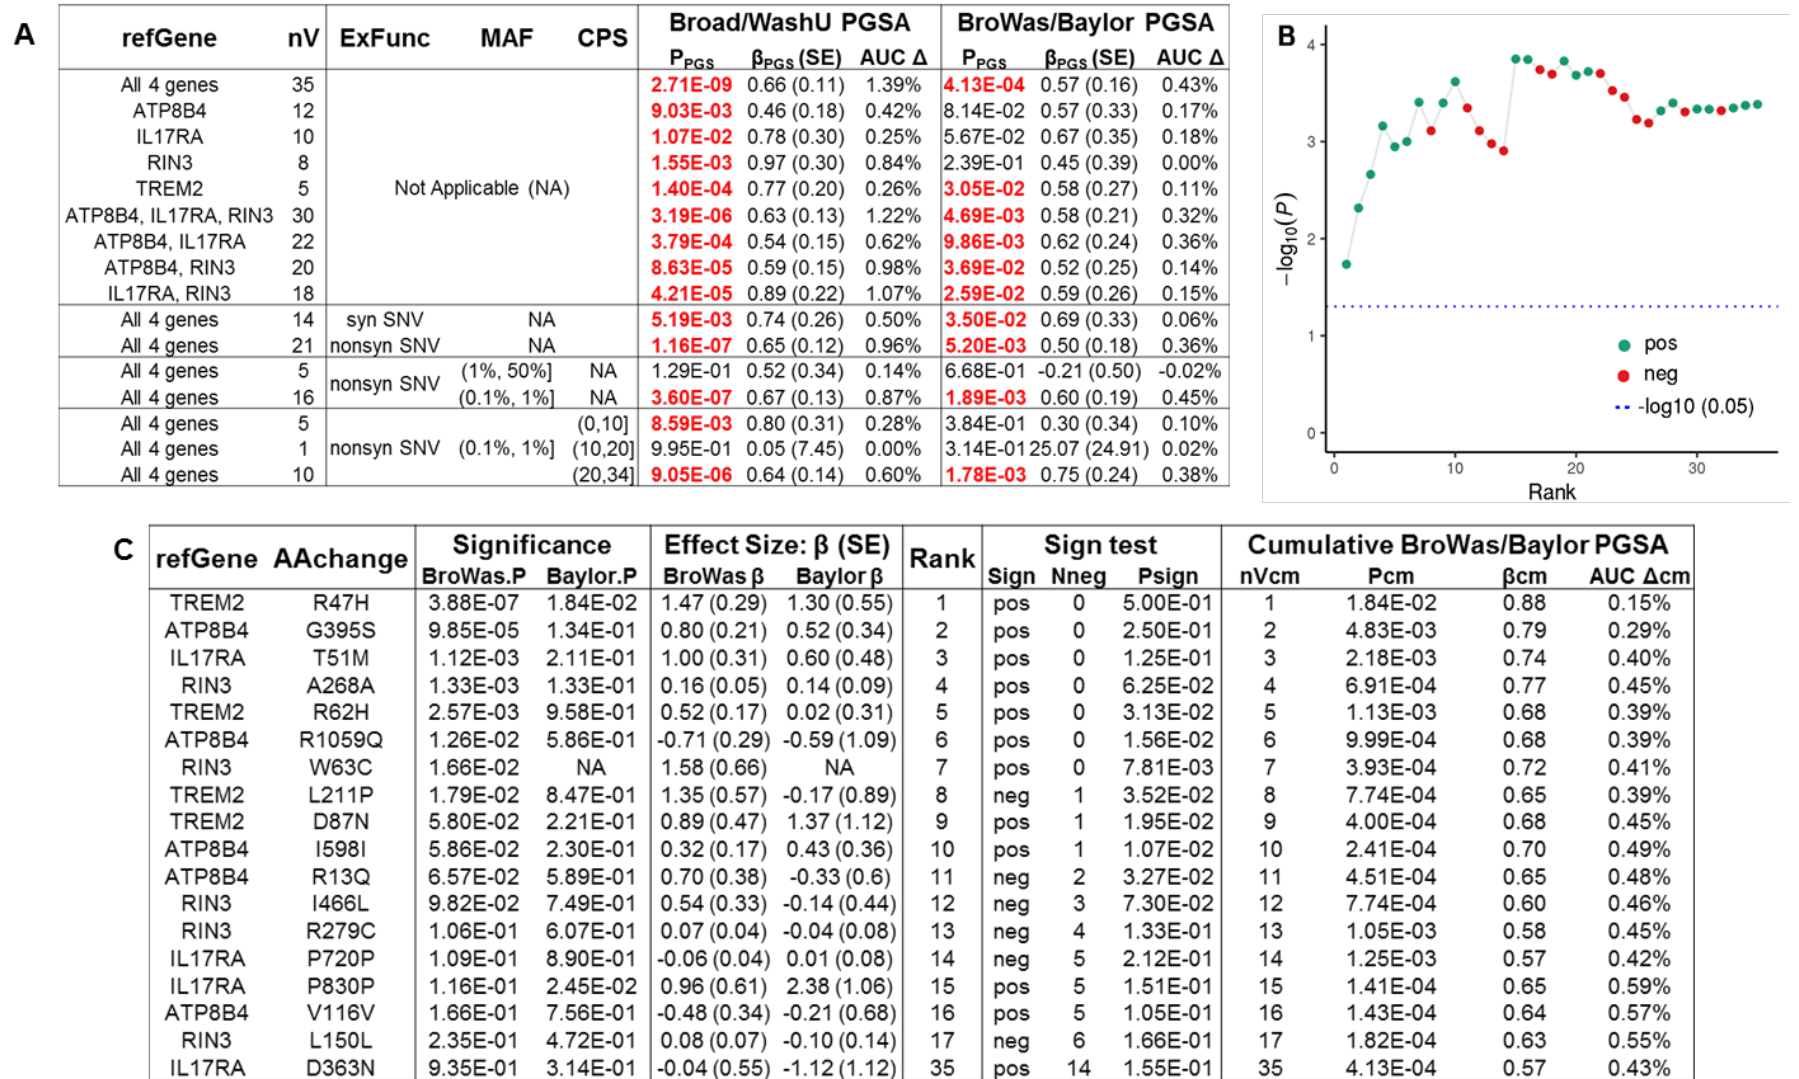 A
refGene nV ExFunc MAF CPS Broad/WashU PGSA BroWas/Baylor PGSA
P_PGS β_PGS (SE) AUC Δ P_PGS β_PGS (SE) AUC Δ
All 4 genes 35 2.71E-09 0.66 (0.11) 1.39% 4.13E-04 0.57 (0.16) 0.43%
ATP8B4 12 9.03E-03 0.46 (0.18) 0.42% 8.14E-02 0.57 (0.33) 0.17%
IL17RA 10 1.07E-02 0.78 (0.30) 0.25% 5.67E-02 0.67 (0.35) 0.18%
RIN3 8 1.55E-03 0.97 (0.30) 0.84% 2.39E-01 0.45 (0.39) 0.00%
TREM2 5 Not Applicable (NA) 1.40E-04 0.77 (0.20) 0.26% 3.05E-02 0.58 (0.27) 0.11%
ATP8B4, IL17RA, RIN3 30 3.19E-06 0.63 (0.13) 1.22% 4.69E-03 0.58 (0.21) 0.32%
ATP8B4, IL17RA 22 3.79E-04 0.54 (0.15) 0.62% 9.86E-03 0.62 (0.24) 0.36%
ATP8B4, RIN3 20 8.63E-05 0.59 (0.15) 0.98% 3.69E-02 0.52 (0.25) 0.14%
IL17RA, RIN3 18 4.21E-05 0.89 (0.22) 1.07% 2.59E-02 0.59 (0.26) 0.15%
All 4 genes 14 syn SNV NA 5.19E-03 0.74 (0.26) 0.50% 3.50E-02 0.69 (0.33) 0.06%
All 4 genes 21 nonsyn SNV NA 1.16E-07 0.65 (0.12) 0.96% 5.20E-03 0.50 (0.18) 0.36%
All 4 genes 5 nonsyn SNV (1%, 50%] NA 1.29E-01 0.52 (0.34) 0.14% 6.68E-01 -0.21 (0.50) -0.02%
All 4 genes 16 (0.1%, 1%] NA 3.60E-07 0.67 (0.13) 0.87% 1.89E-03 0.60 (0.19) 0.45%
All 4 genes 5 (0,10] 8.59E-03 0.80 (0.31) 0.28% 3.84E-01 0.30 (0.34) 0.10%
All 4 genes 1 nonsyn SNV (0.1%, 1%] (10,20] 9.95E-01 0.05 (7.45) 0.00% 3.14E-01 25.07 (24.91) 0.02%
All 4 genes 10 (20,34] 9.05E-06 0.64 (0.14) 0.60% 1.78E-03 0.75 (0.24) 0.38%
B
−log10(P)
4
3
2
1
0
pos
neg
-log10 (0.05)
0 10 20 30
Rank
C
refGene AAchange Significance Effect Size: β (SE) Rank Sign test Cumulative BroWas/Baylor PGSA
BroWas.P Baylor.P BroWas β Baylor β Sign Nneg Psign nVcm Pcm βcm AUC Δcm
TREM2 R47H 3.88E-07 1.84E-02 1.47 (0.29) 1.30 (0.55) 1 pos 0 5.00E-01 1 1.84E-02 0.88 0.15%
ATP8B4 G395S 9.85E-05 1.34E-01 0.80 (0.21) 0.52 (0.34) 2 pos 0 2.50E-01 2 4.83E-03 0.79 0.29%
IL17RA T51M 1.12E-03 2.11E-01 1.00 (0.31) 0.60 (0.48) 3 pos 0 1.25E-01 3 2.18E-03 0.74 0.40%
RIN3 A268A 1.33E-03 1.33E-01 0.16 (0.05) 0.14 (0.09) 4 pos 0 6.25E-02 4 6.91E-04 0.77 0.45%
TREM2 R62H 2.57E-03 9.58E-01 0.52 (0.17) 0.02 (0.31) 5 pos 0 3.13E-02 5 1.13E-03 0.68 0.39%
ATP8B4 R1059Q 1.26E-02 5.86E-01 -0.71 (0.29) -0.59 (1.09) 6 pos 0 1.56E-02 6 9.99E-04 0.68 0.39%
RIN3 W63C 1.66E-02 NA 1.58 (0.66) NA 7 pos 0 7.81E-03 7 3.93E-04 0.72 0.41%
TREM2 L211P 1.79E-02 8.47E-01 1.35 (0.57) -0.17 (0.89) 8 neg 1 3.52E-02 8 7.74E-04 0.65 0.39%
TREM2 D87N 5.80E-02 2.21E-01 0.89 (0.47) 1.37 (1.12) 9 pos 1 1.95E-02 9 4.00E-04 0.68 0.45%
ATP8B4 I598I 5.86E-02 2.30E-01 0.32 (0.17) 0.43 (0.36) 10 pos 1 1.07E-02 10 2.41E-04 0.70 0.49%
ATP8B4 R13Q 6.57E-02 5.89E-01 0.70 (0.38) -0.33 (0.6) 11 neg 2 3.27E-02 11 4.51E-04 0.65 0.48%
RIN3 I466L 9.82E-02 7.49E-01 0.54 (0.33) -0.14 (0.44) 12 neg 3 7.30E-02 12 7.74E-04 0.60 0.46%
RIN3 R279C 1.06E-01 6.07E-01 0.07 (0.04) -0.04 (0.08) 13 neg 4 1.33E-01 13 1.05E-03 0.58 0.45%
IL17RA P720P 1.09E-01 8.90E-01 -0.06 (0.04) 0.01 (0.08) 14 neg 5 2.12E-01 14 1.25E-03 0.57 0.42%
IL17RA P830P 1.16E-01 2.45E-02 0.96 (0.61) 2.38 (1.06) 15 pos 5 1.51E-01 15 1.41E-04 0.65 0.59%
ATP8B4 V116V 1.66E-01 7.56E-01 -0.48 (0.34) -0.21 (0.68) 16 pos 5 1.05E-01 16 1.43E-04 0.64 0.57%
RIN3 L150L 2.35E-01 4.72E-01 0.08 (0.07) -0.10 (0.14) 17 neg 6 1.66E-01 17 1.82E-04 0.63 0.55%
IL17RA D363N 9.35E-01 3.14E-01 -0.04 (0.55) -1.12 (1.12) 35 pos 14 1.55E-01 35 4.13E-04 0.57 0.43%